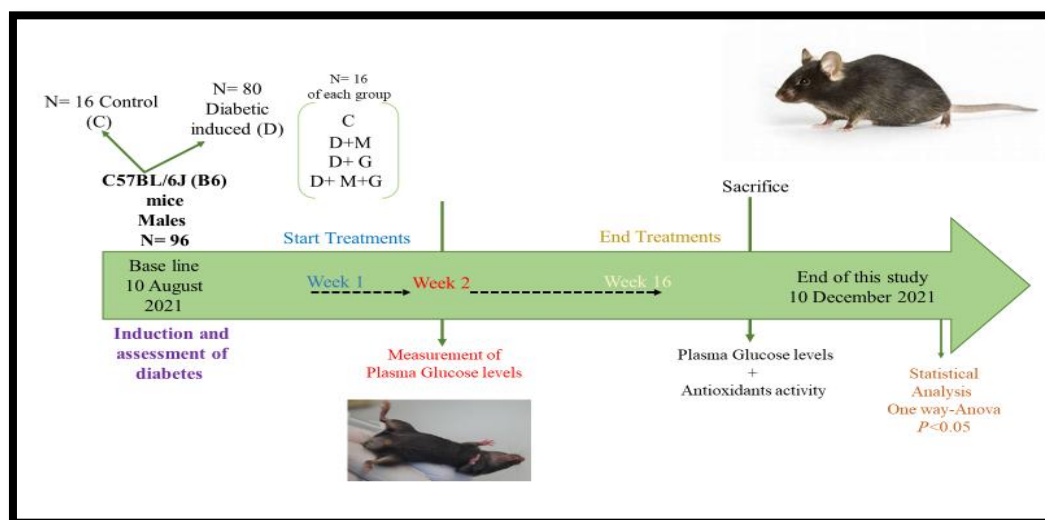 N= 16 Control
(C)
N= 80
Diabetic
induced (D)
N= 16
of each group
C
D+M
D+ G
D+ M+G
C57BL/6J (B6)
mice
Males
N= 96
Start Treatments
End Treatments
Sacrifice
Base line
10 August
2021
Week 1
Week 2
Week 16
End of this study
10 December 2021
Induction and
assessment of
diabetes
Measurement of
Plasma Glucose levels
Plasma Glucose levels
+
Antioxidants activity
Statistical
Analysis
One way-Anova
P<0.05